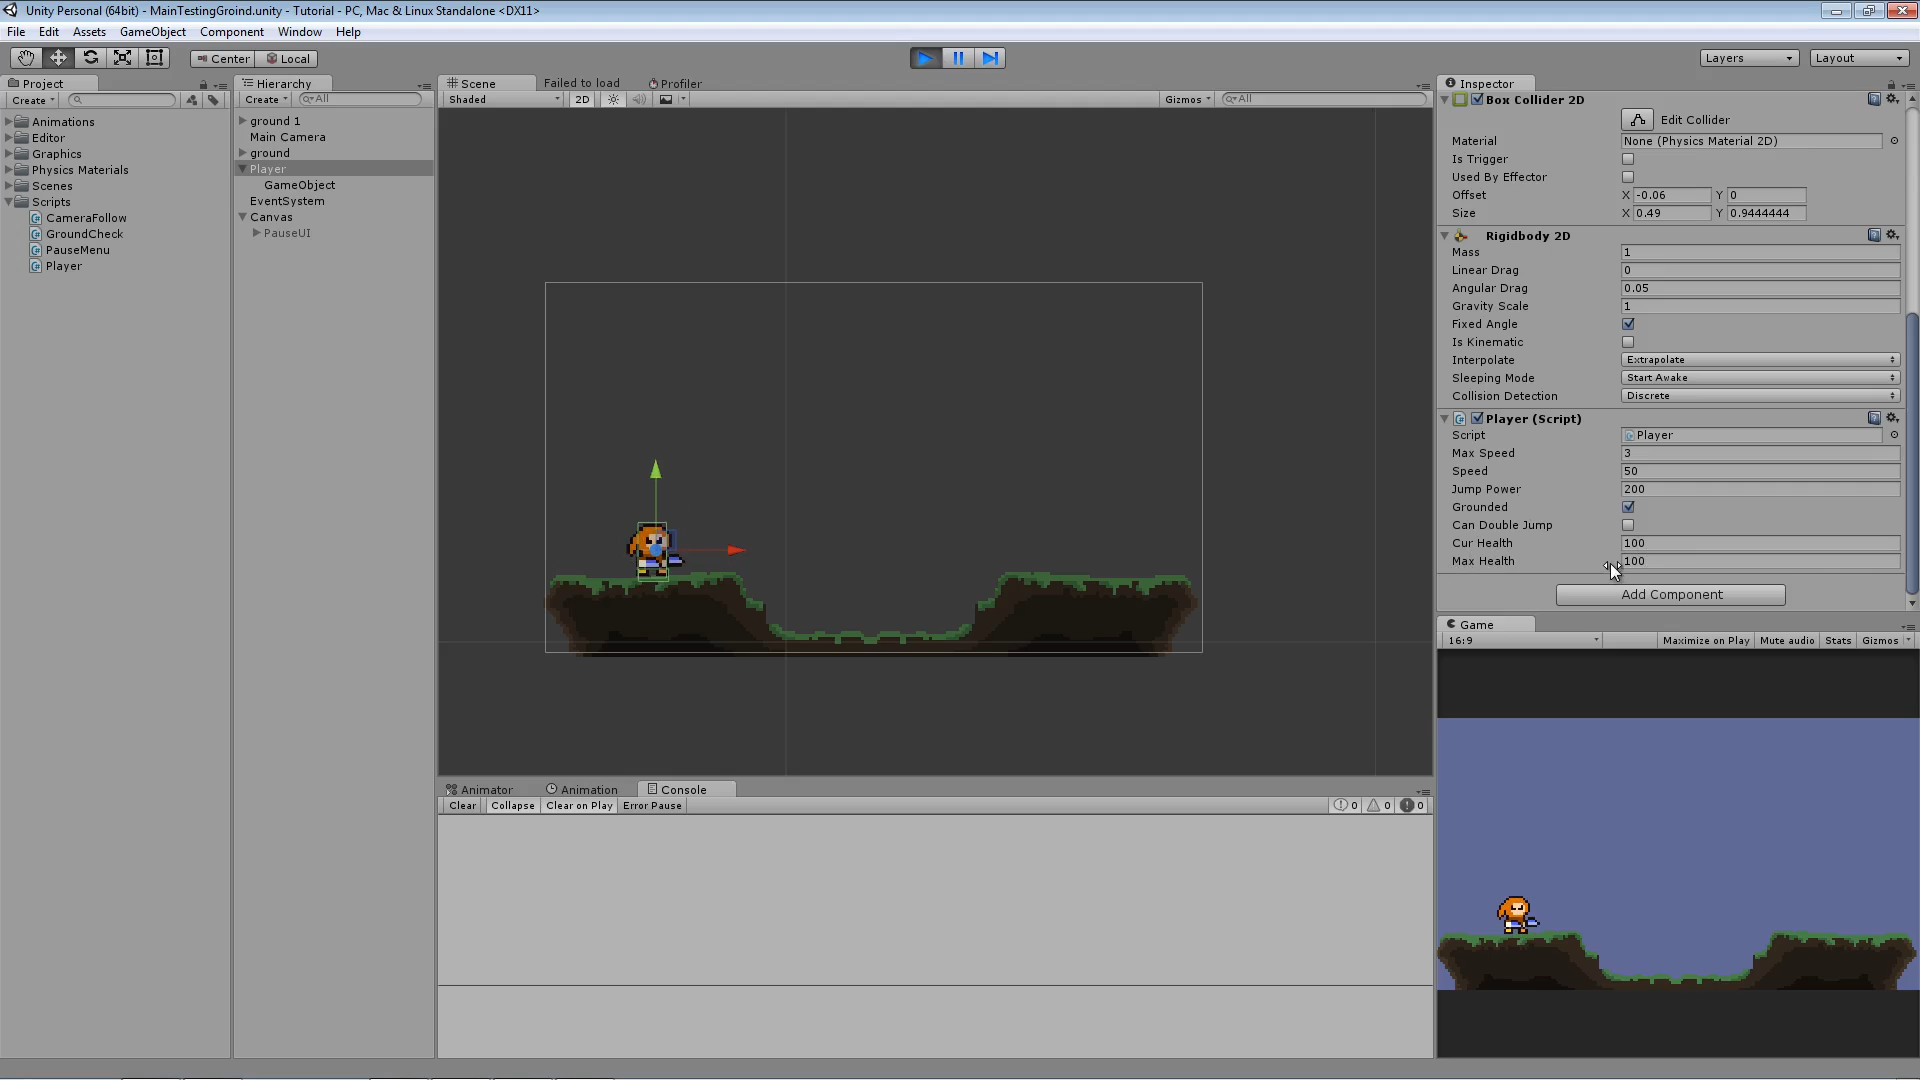 Unity Personal (64bit) - MainTestingGroind.unity - Tutorial - PC, Mac & Linux Standalone <DX11>
File Edit Assets GameObject Component Window Help
Center Local Layers Layout
Project
Create
Animations
Editor
Graphics
Physics Materials
Scenes
Scripts
CameraFollow
GroundCheck
PauseMenu
Player
Hierarchy
Create All
ground 1
Main Camera
ground
Player
GameObject
EventSystem
Canvas
PauseUI
Scene Failed to load Profiler
Shaded 2D Gizmos All
Animator Animation Console
Clear Collapse Clear on Play Error Pause 0 0 0
Inspector
Box Collider 2D
Edit Collider
Material None (Physics Material 2D)
Is Trigger
Used By Effector
Offset X -0.06 Y 0
Size X 0.49 Y 0.9444444
Rigidbody 2D
Mass 1
Linear Drag 0
Angular Drag 0.05
Gravity Scale 1
Fixed Angle
Is Kinematic
Interpolate Extrapolate
Sleeping Mode Start Awake
Collision Detection Discrete
Player (Script)
Script Player
Max Speed 3
Speed 50
Jump Power 200
Grounded
Can Double Jump
Cur Health 100
Max Health 100
Add Component
Game
16:9 Maximize on Play Mute audio Stats Gizmos